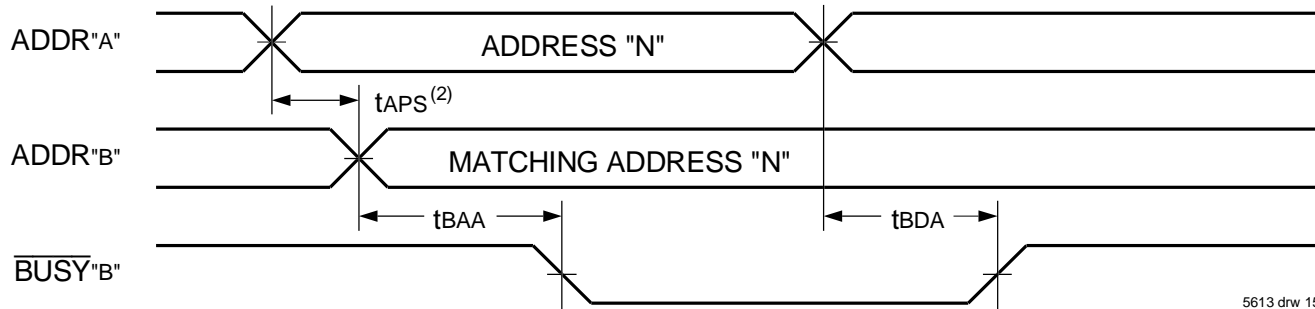 ADDR"A"
ADDRESS "N"
tAPS(2)
ADDR"B"
MATCHING ADDRESS "N"
tBAA
tBDA
BUSY"B"
5613 drw 15